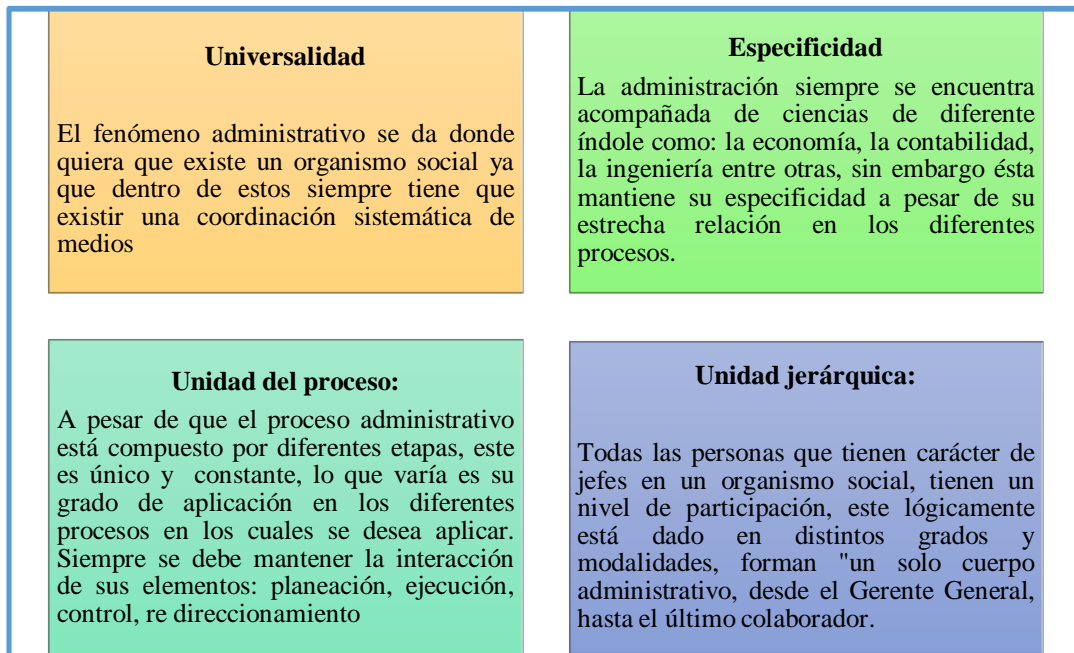 Universalidad
El fenómeno administrativo se da donde
quiera que existe un organismo social ya
que dentro de estos siempre tiene que
existir una coordinación sistemática de
medios
Especificidad
La administración siempre se encuentra
acompañada de ciencias de diferente
índole como: la economía, la contabilidad,
la ingeniería entre otras, sin embargo ésta
mantiene su especificidad a pesar de su
estrecha relación en los diferentes
procesos.
Unidad del proceso:
A pesar de que el proceso administrativo
está compuesto por diferentes etapas, este
es único y constante, lo que varía es su
grado de aplicación en los diferentes
procesos en los cuales se desea aplicar.
Siempre se debe mantener la interacción
de sus elementos: planeación, ejecución,
control, re direccionamiento
Unidad jerárquica:
Todas las personas que tienen carácter de
jefes en un organismo social, tienen un
nivel de participación, este lógicamente
está dado en distintos grados y
modalidades, forman "un solo cuerpo
administrativo, desde el Gerente General,
hasta el último colaborador.